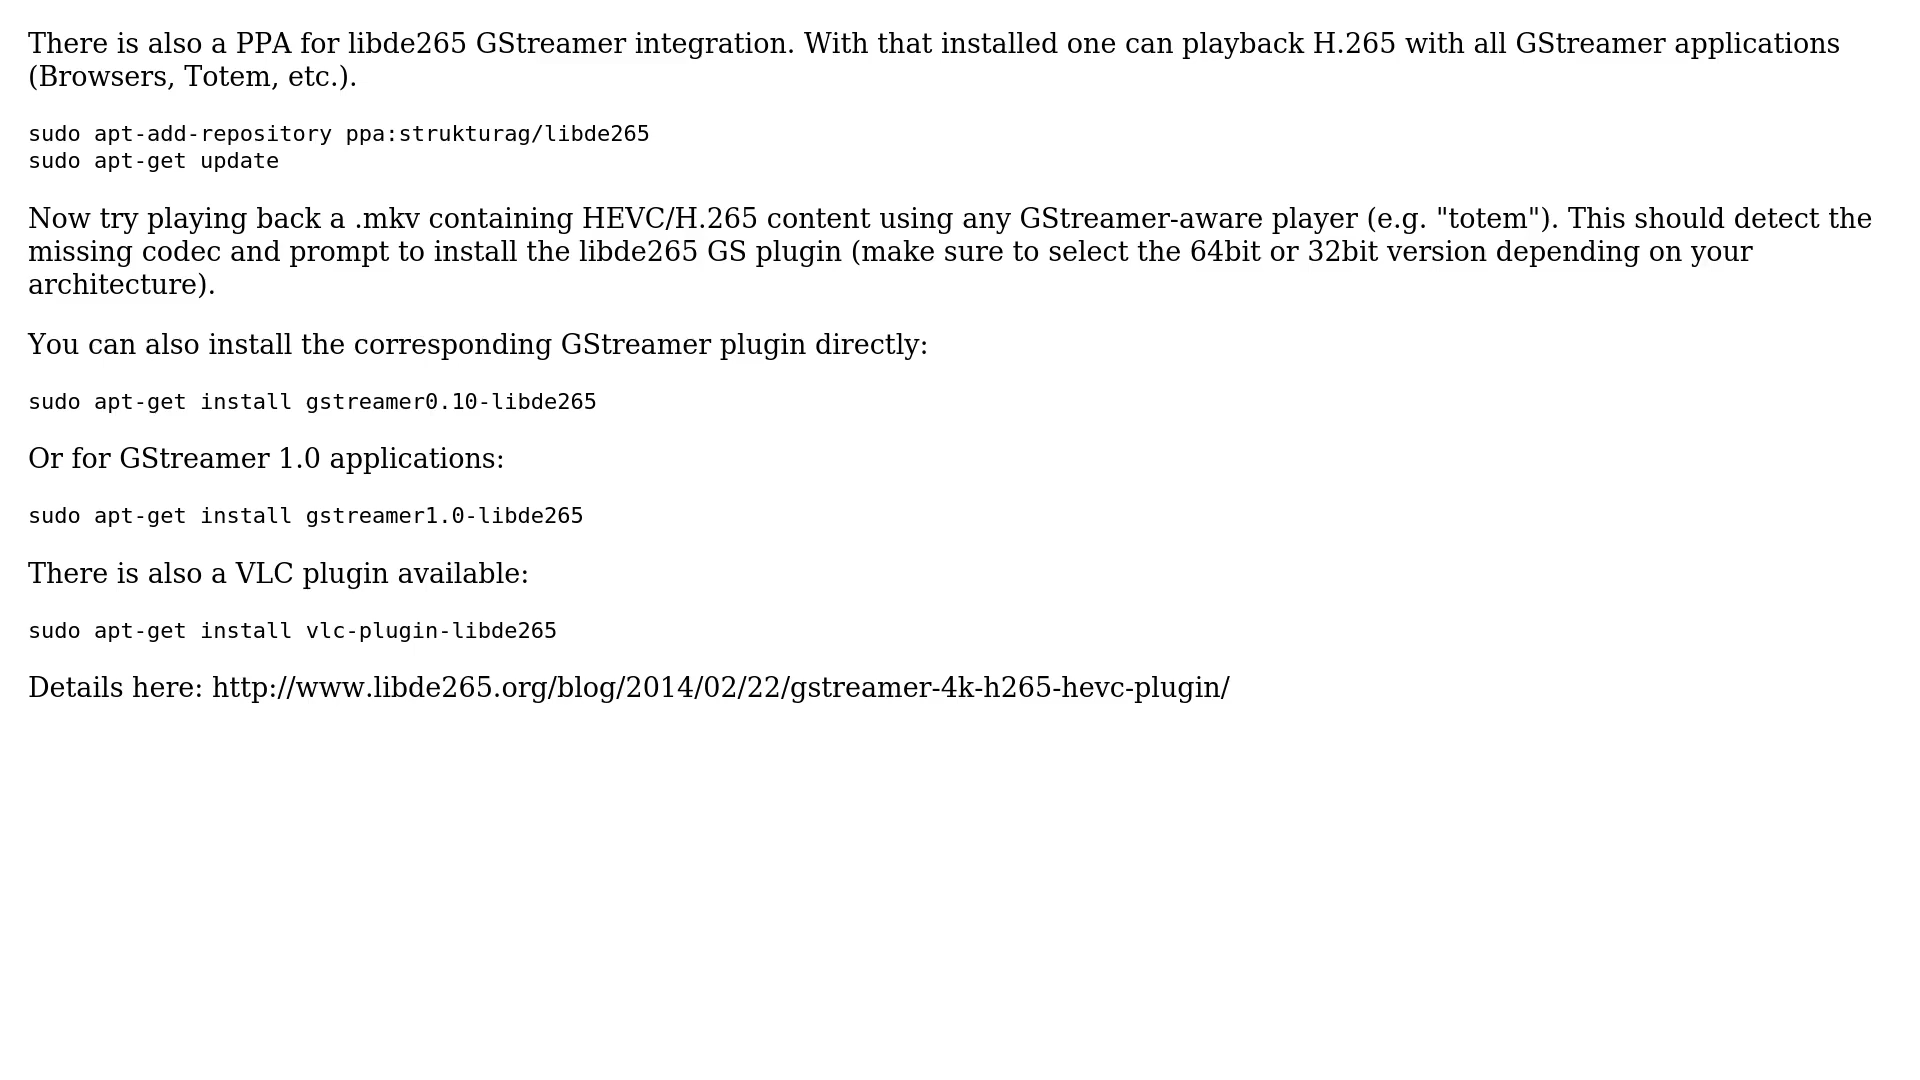 There is also a PPA for libde265 GStreamer integration. With that installed one can playback H.265 with all GStreamer applications
(Browsers, Totem, etc.).
sudo apt-add-repository ppa:strukturag/libde265
sudo apt-get update
Now try playing back a .mkv containing HEVC/H.265 content using any GStreamer-aware player (e.g. "totem"). This should detect the
missing codec and prompt to install the libde265 GS plugin (make sure to select the 64bit or 32bit version depending on your
architecture).
You can also install the corresponding GStreamer plugin directly:
sudo apt-get install gstreamer0.10-libde265
Or for GStreamer 1.0 applications:
sudo apt-get install gstreamer1.0-libde265
There is also a VLC plugin available:
sudo apt-get install vlc-plugin-libde265
Details here: http://www.libde265.org/blog/2014/02/22/gstreamer-4k-h265-hevc-plugin/